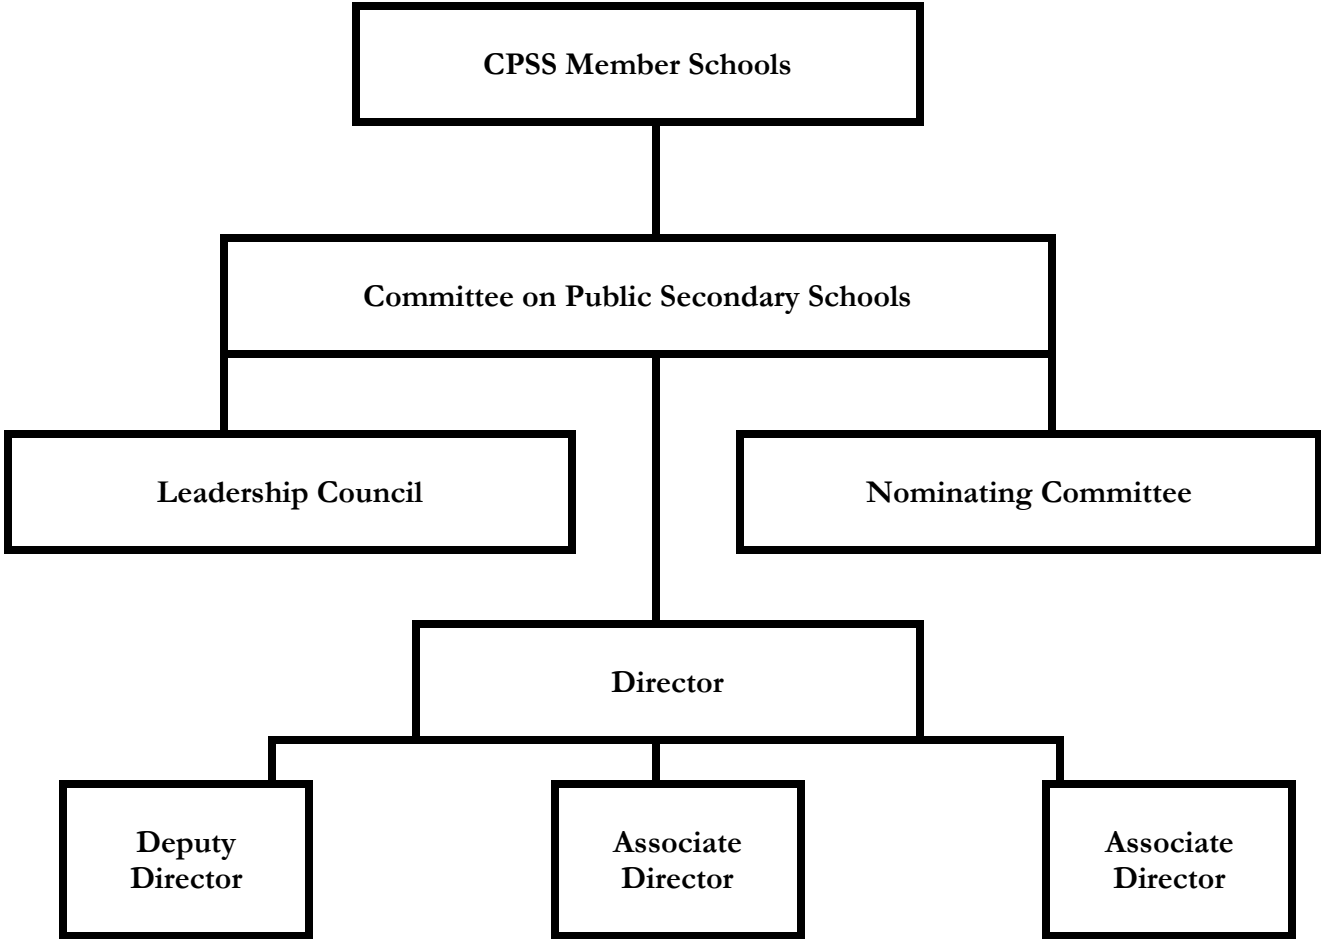 CPSS Member Schools
Committee on Public Secondary Schools
Leadership Council
Nominating Committee
Director
Deputy
Director
Associate
Director
Associate
Director